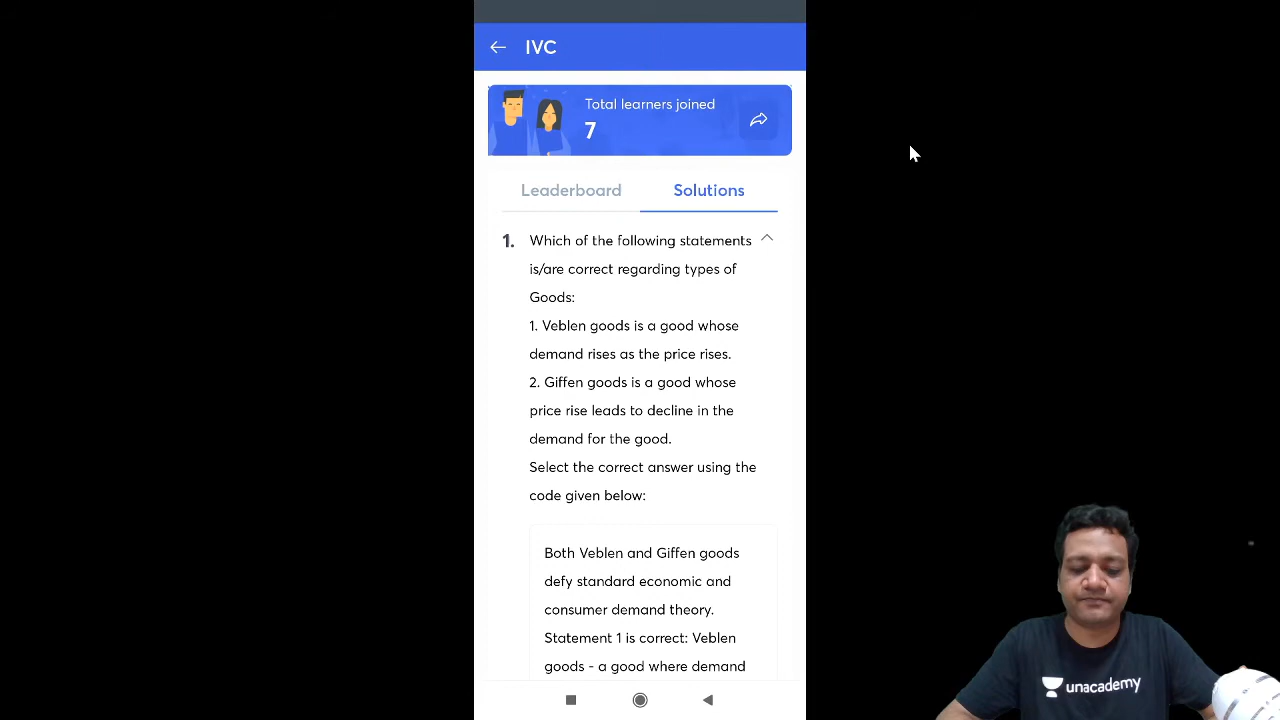 IVC
Total learners joined
7
Leaderboard
Solutions
1. Which of the following statements
is/are correct regarding types of
Goods:
1. Veblen goods is a good whose
demand rises as the price rises.
2. Giffen goods is a good whose
price rise leads to decline in the
demand for the good.
Select the correct answer using the
code given below:
Both Veblen and Giffen goods
defy standard economic and
consumer demand theory.
Statement 1 is correct: Veblen
goods - a good where demand
unacademy